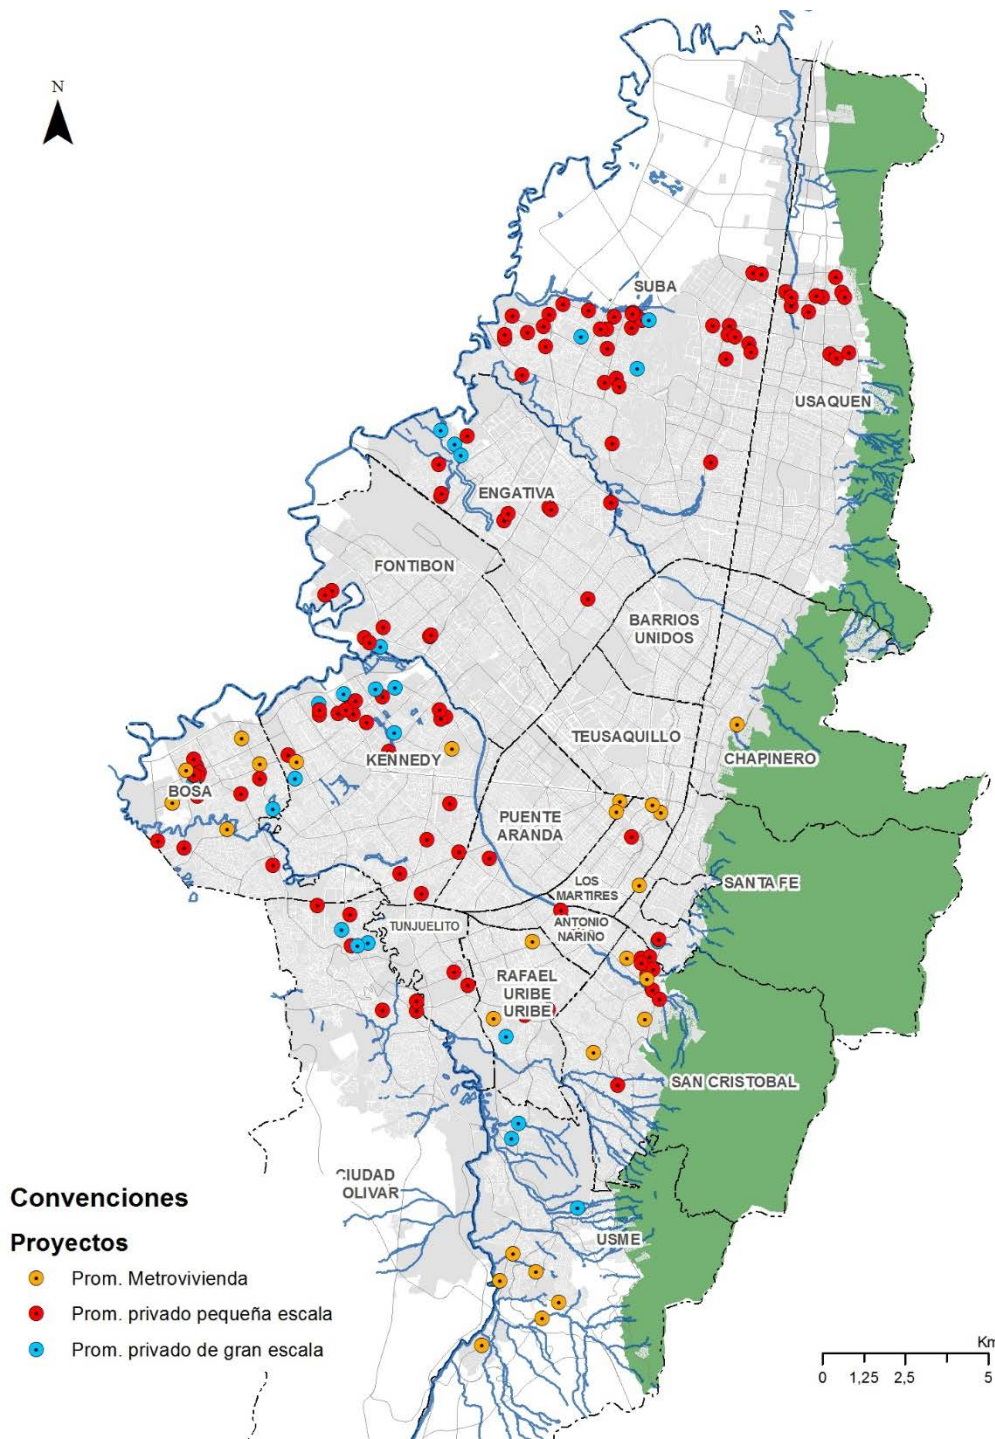 N
SUBA
USAQUEN
ENGATIVA
FONTIBON
BARRIOS
UNIDOS
TEUSAQUILLO
CHAPINERO
KENNEDY
BOSA
PUENTE
ARANDA
LOS
MARTIRES
SANTA FE
ANTONIO
NARIÑO
TUNJUELITO
RAFAEL
URIBE
URIBE
SAN CRISTOBAL
CIUDAD
OLIVAR
USME
Convenciones
Proyectos
Prom. Metrovivienda
Prom. privado pequeña escala
Prom. privado de gran escala
Km
0 1,25 2,5 5